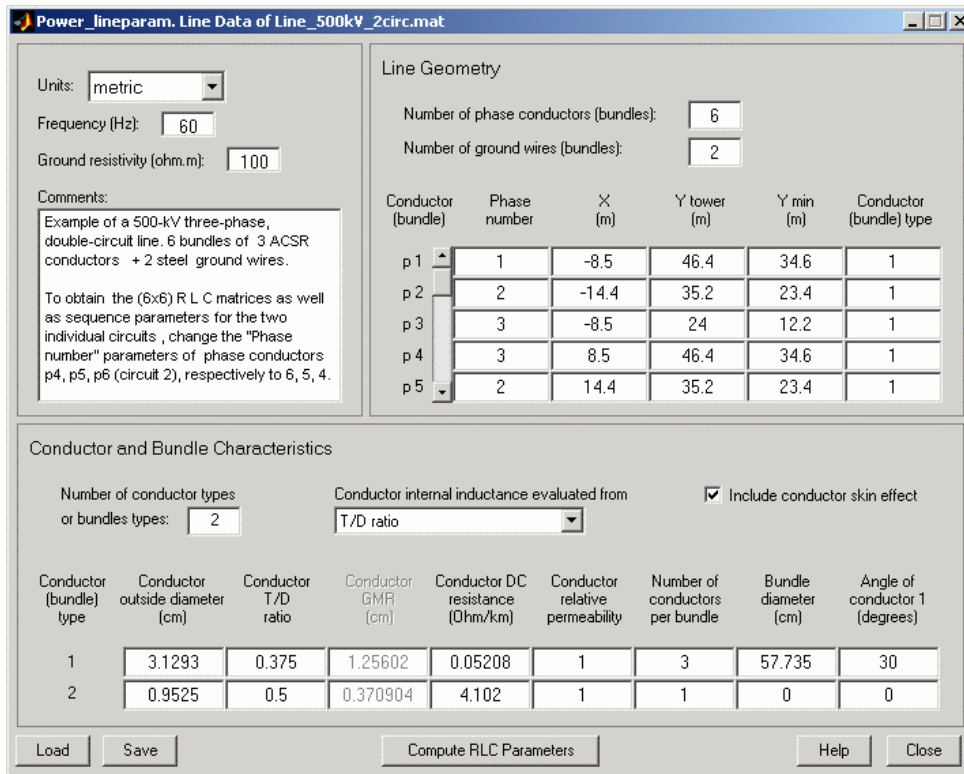 Power_lineparam. Line Data of Line_500kV_2circ.mat
Units: metric
Frequency (Hz): 60
Ground resistivity (ohm.m): 100
Comments:
Example of a 500-kV three-phase,
double-circuit line. 6 bundles of 3 ACSR
conductors + 2 steel ground wires.
To obtain the (6x6) R L C matrices as well
as sequence parameters for the two
individual circuits , change the "Phase
number" parameters of phase conductors
p4, p5, p6 (circuit 2), respectively to 6, 5, 4.
Line Geometry
Number of phase conductors (bundles): 6
Number of ground wires (bundles): 2
Conductor Phase X Y tower Y min Conductor
(bundle) number (m) (m) (m) (bundle) type
p 1 1 -8.5 46.4 34.6 1
p 2 2 -14.4 35.2 23.4 1
p 3 3 -8.5 24 12.2 1
p 4 3 8.5 46.4 34.6 1
p 5 2 14.4 35.2 23.4 1
Conductor and Bundle Characteristics
Number of conductor types
or bundles types: 2
Conductor internal inductance evaluated from
T/D ratio
Include conductor skin effect
Conductor Conductor Conductor Conductor Conductor DC Conductor Number of Bundle Angle of
(bundle) outside diameter T/D GMR resistance relative conductors diameter conductor 1
type (cm) ratio (cm) (Ohm/km) permeability per bundle (cm) (degrees)
1 3.1293 0.375 1.25602 0.05208 1 3 57.735 30
2 0.9525 0.5 0.370904 4.102 1 1 0 0
Load Save Compute RLC Parameters Help Close